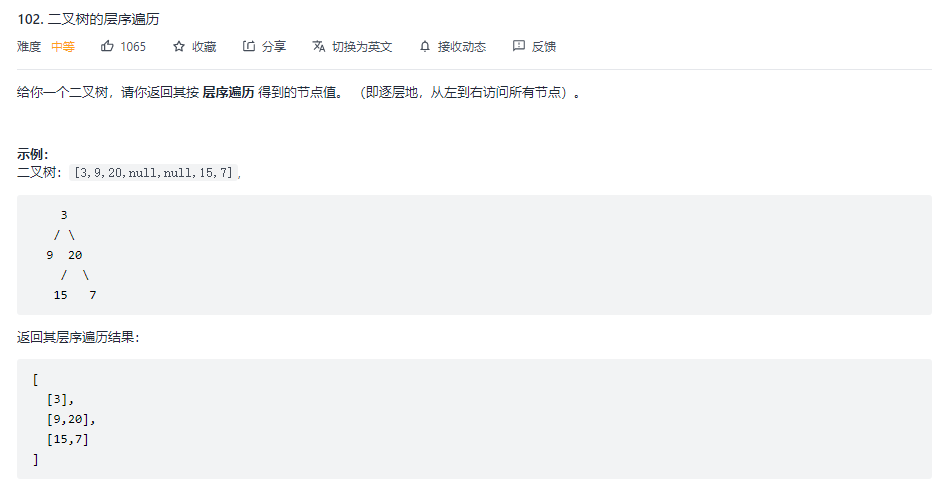 102. 二叉树的层序遍历
难度 中等 1065 收藏 分享 切换为英文 接收动态 反馈
给你一个二叉树，请你返回其按 层序遍历 得到的节点值。 （即逐层地，从左到右访问所有节点）。
示例：
二叉树：[3,9,20,null,null,15,7],
3
/ \
9 20
/ \
15 7
返回其层序遍历结果：
[
[3],
[9,20],
[15,7]
]